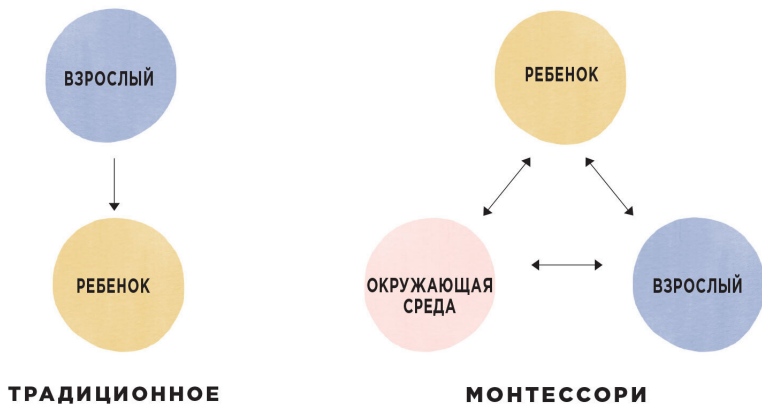 ВЗРОСЛЫЙ
РЕБЕНОК
ТРАДИЦИОННОЕ
РЕБЕНОК
ОКРУЖАЮЩАЯ
СРЕДА
ВЗРОСЛЫЙ
МОНТЕССОРИ